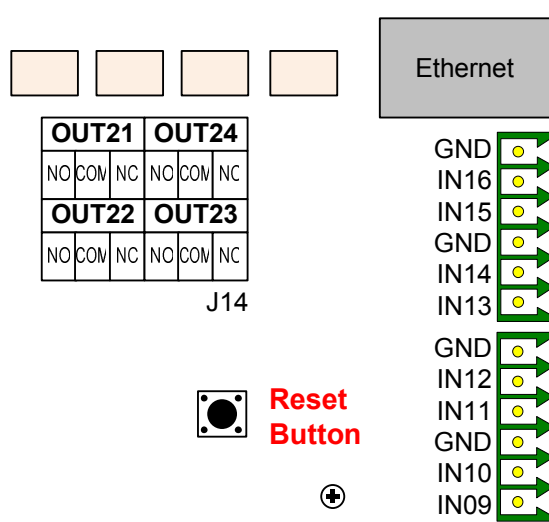 Ethernet
OUT21 OUT24
NO COM NC NO COM NC
OUT22 OUT23
NO COM NC NO COM NC
J14
Reset
Button
GND
IN16
IN15
GND
IN14
IN13
GND
IN12
IN11
GND
IN10
IN09